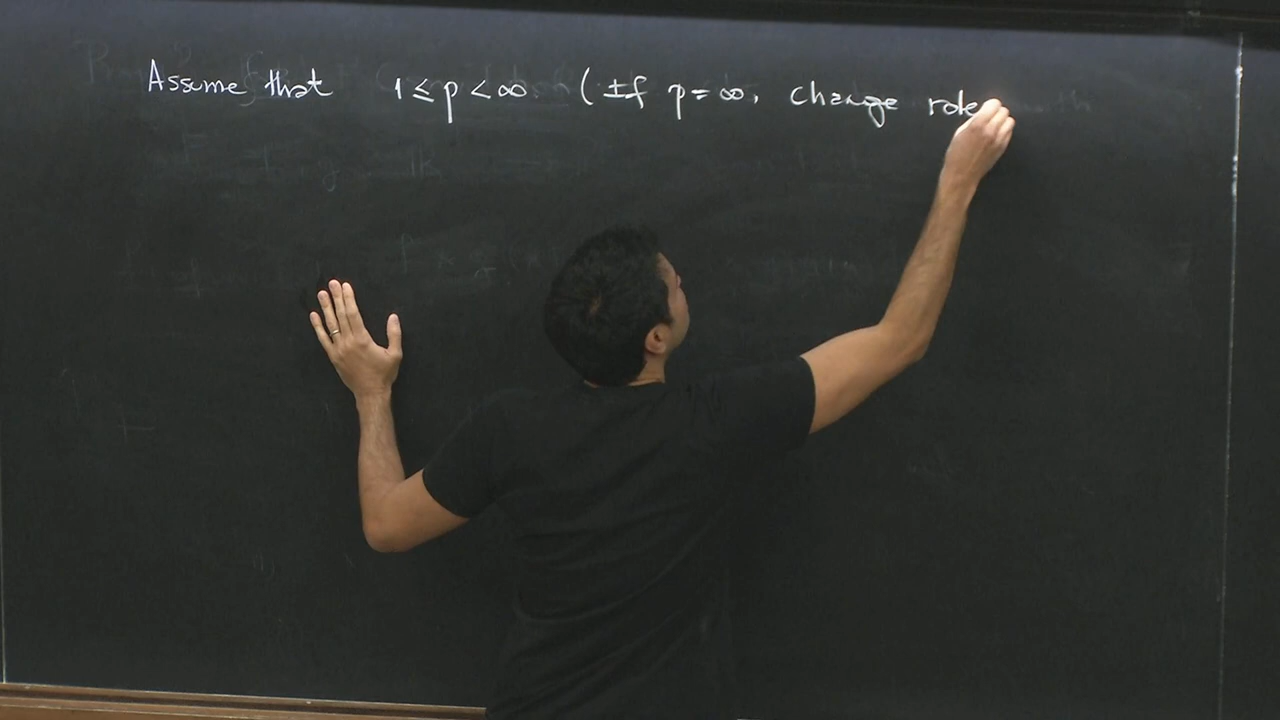 Assume that 1 ≤ p < ∞ (If p = ∞, change role